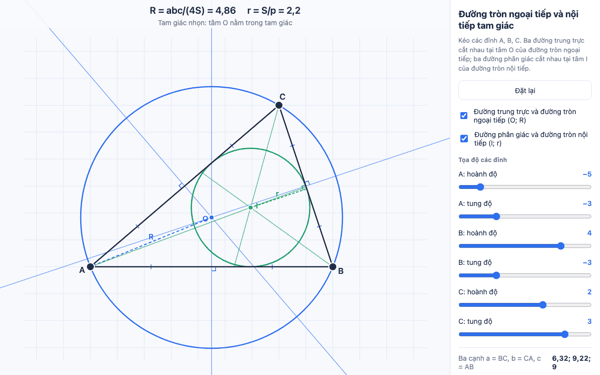 R = abc/(4S) = 4,86 r = S/p = 2,2
Tam giác nhọn: tâm O nằm trong tam giác
C
O
I
r
R
A
B
Đường tròn ngoại tiếp và nội
tiếp tam giác
Kéo các đỉnh A, B, C. Ba đường trung trực
cắt nhau tại tâm O của đường tròn ngoại
tiếp; ba đường phân giác cắt nhau tại tâm I
của đường tròn nội tiếp.
Đặt lại
Đường trung trực và đường tròn
ngoại tiếp (O; R)
Đường phân giác và đường tròn nội
tiếp (I; r)
Tọa độ các đỉnh
A: hoành độ −5
A: tung độ −3
B: hoành độ 4
B: tung độ −3
C: hoành độ 2
C: tung độ 3
Ba cạnh a = BC, b = CA, c 6,32; 9,22;
= AB 9